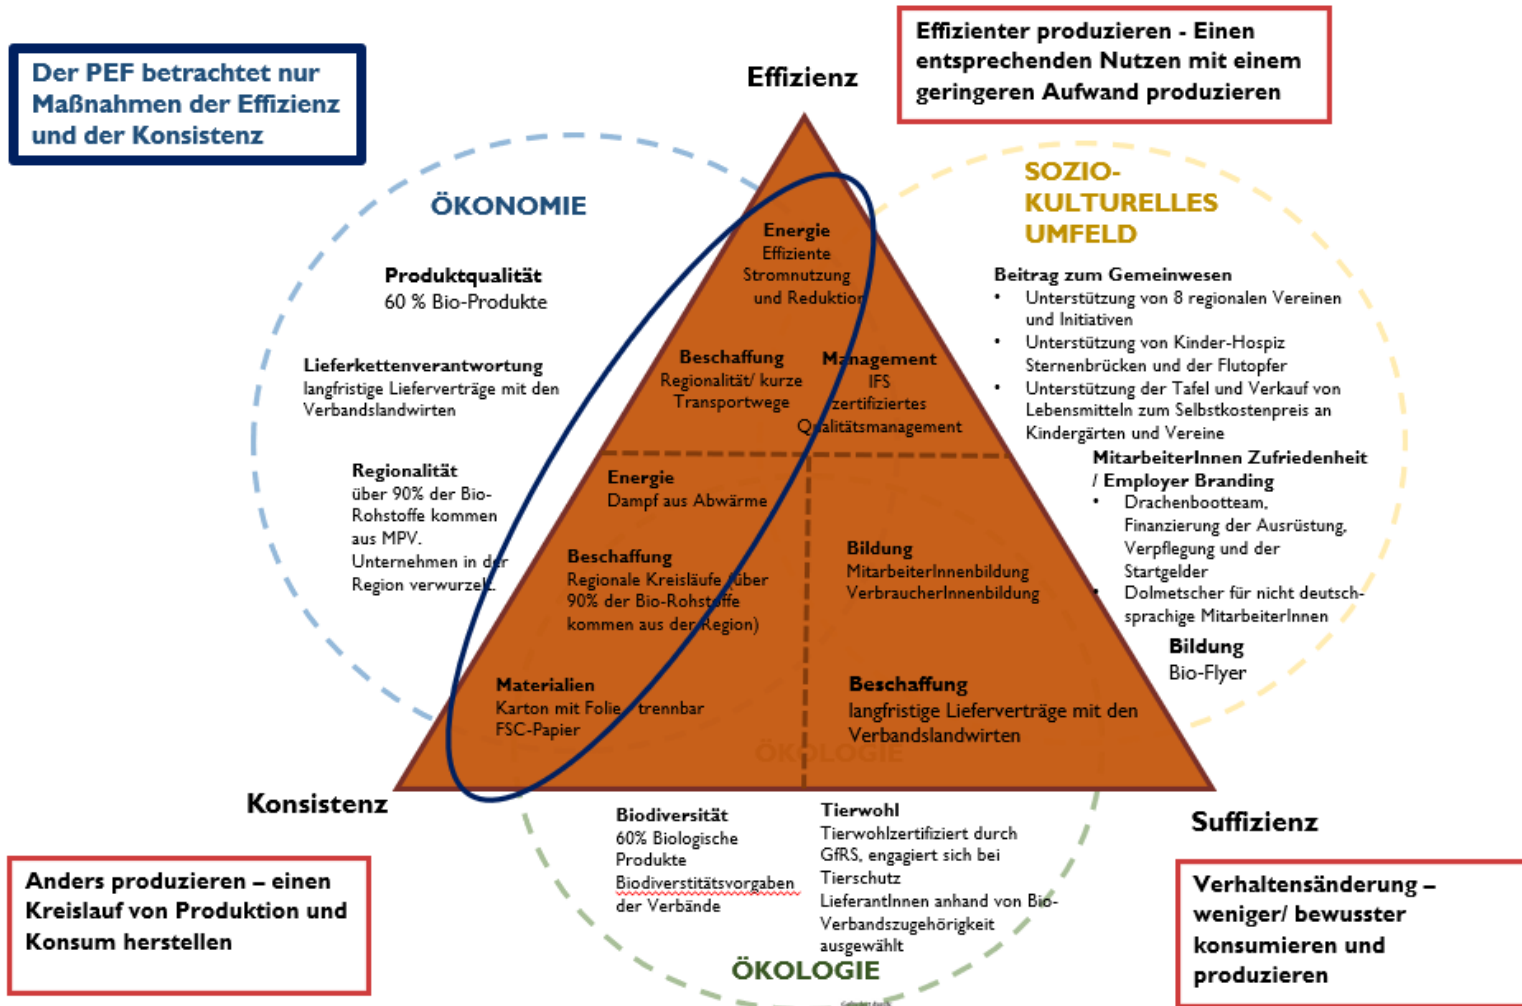 Der PEF betrachtet nur
Maßnahmen der Effizienz
und der Konsistenz
Effizienz
Effizienter produzieren - Einen
entsprechenden Nutzen mit einem
geringeren Aufwand produzieren
ÖKONOMIE
Produktqualität
60 % Bio-Produkte
Lieferkettenverantwortung
langfristige Lieferverträge mit den
Verbandslandwirten
Regionalität
über 90% der Bio-
Rohstoffe kommen
aus MPV.
Unternehmen in der
Region verwurzelt.
Energie
Effiziente
Stromnutzung
und Reduktion
Beschaffung
Regionalität/ kurze
Transportwege
Management
IFS
zertifiziertes
Qualitätsmanagement
Energie
Dampf aus Abwärme
Beschaffung
Regionale Kreisläufe (über
90% der Bio-Rohstoffe
kommen aus der Region)
Materialien
Karton mit Folie trennbar
FSC-Papier
Bildung
MitarbeiterInnenbildung
VerbraucherInnenbildung
Beschaffung
langfristige Lieferverträge mit den
Verbandslandwirten
ÖKOLOGIE
SOZIO-
KULTURELLES
UMFELD
Beitrag zum Gemeinwesen
• Unterstützung von 8 regionalen Vereinen
und Initiativen
• Unterstützung von Kinder-Hospiz
Sternenbrücken und der Flutopfer
• Unterstützung der Tafel und Verkauf von
Lebensmitteln zum Selbstkostenpreis an
Kindergärten und Vereine
MitarbeiterInnen Zufriedenheit
/ Employer Branding
• Drachenbootteam,
Finanzierung der Ausrüstung,
Verpflegung und der
Startgelder
• Dolmetscher für nicht deutsch-
sprachige MitarbeiterInnen
Bildung
Bio-Flyer
Konsistenz
Anders produzieren – einen
Kreislauf von Produktion und
Konsum herstellen
Biodiversität
60% Biologische
Produkte
Biodiverstitätsvorgaben
der Verbände
Tierwohl
Tierwohlzertifiziert durch
GfRS, engagiert sich bei
Tierschutz
LieferantInnen anhand von Bio-
Verbandszugehörigkeit
ausgewählt
ÖKOLOGIE
Suffizienz
Verhaltensänderung –
weniger/ bewusster
konsumieren und
produzieren